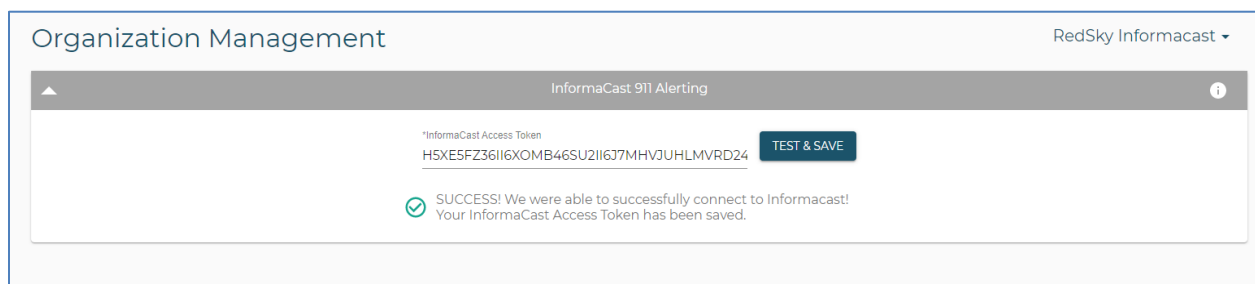 Organization Management
RedSky Informacast
InformaCast 911 Alerting
*InformaCast Access Token
H5XE5FZ36II6XOMB46SU2II6J7MHVJUHLMVRD24
TEST & SAVE
SUCCESS! We were able to successfully connect to Informacast!
Your InformaCast Access Token has been saved.